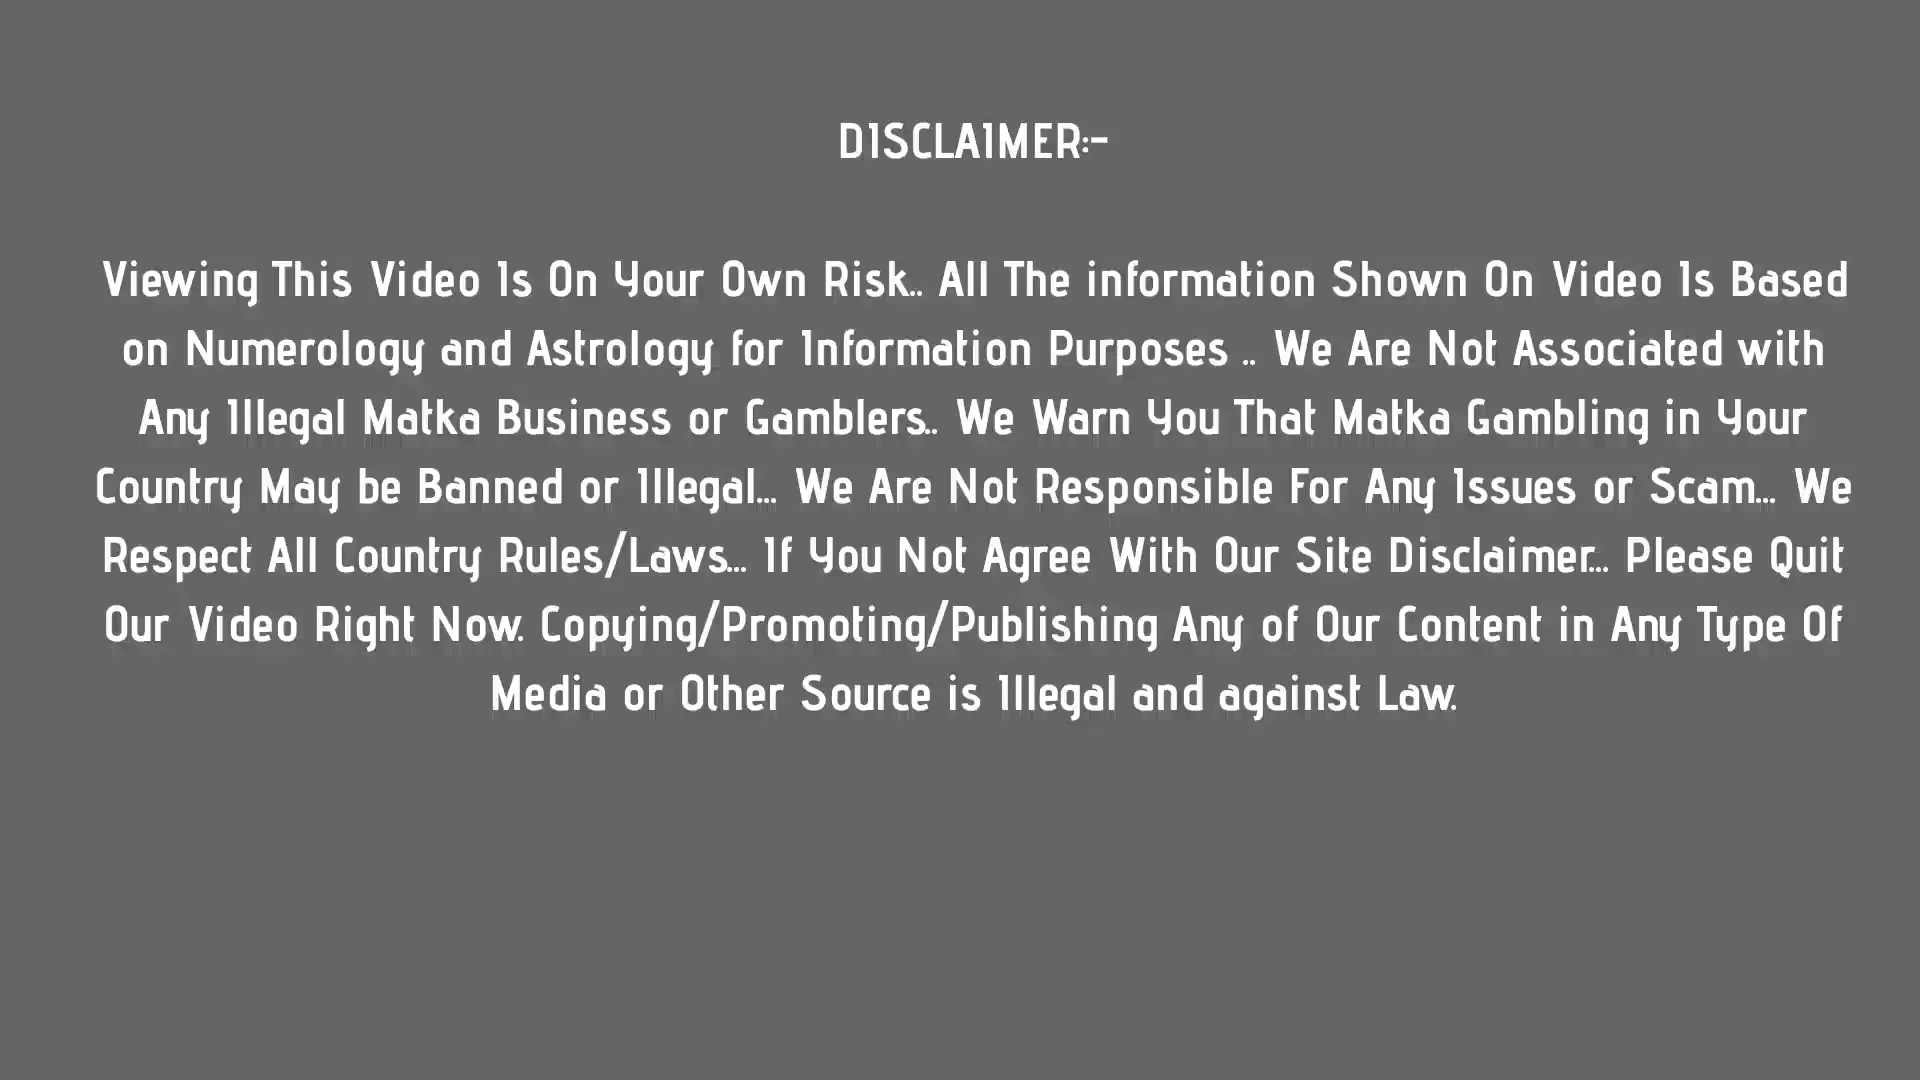 DISCLAIMER:-
Viewing This Video Is On Your Own Risk.. All The information Shown On Video Is Based
on Numerology and Astrology for Information Purposes .. We Are Not Associated with
Any Illegal Matka Business or Gamblers.. We Warn You That Matka Gambling in Your
Country May be Banned or Illegal... We Are Not Responsible For Any Issues or Scam... We
Respect All Country Rules/Laws... If You Not Agree With Our Site Disclaimer... Please Quit
Our Video Right Now. Copying/Promoting/Publishing Any of Our Content in Any Type Of
Media or Other Source is Illegal and against Law.